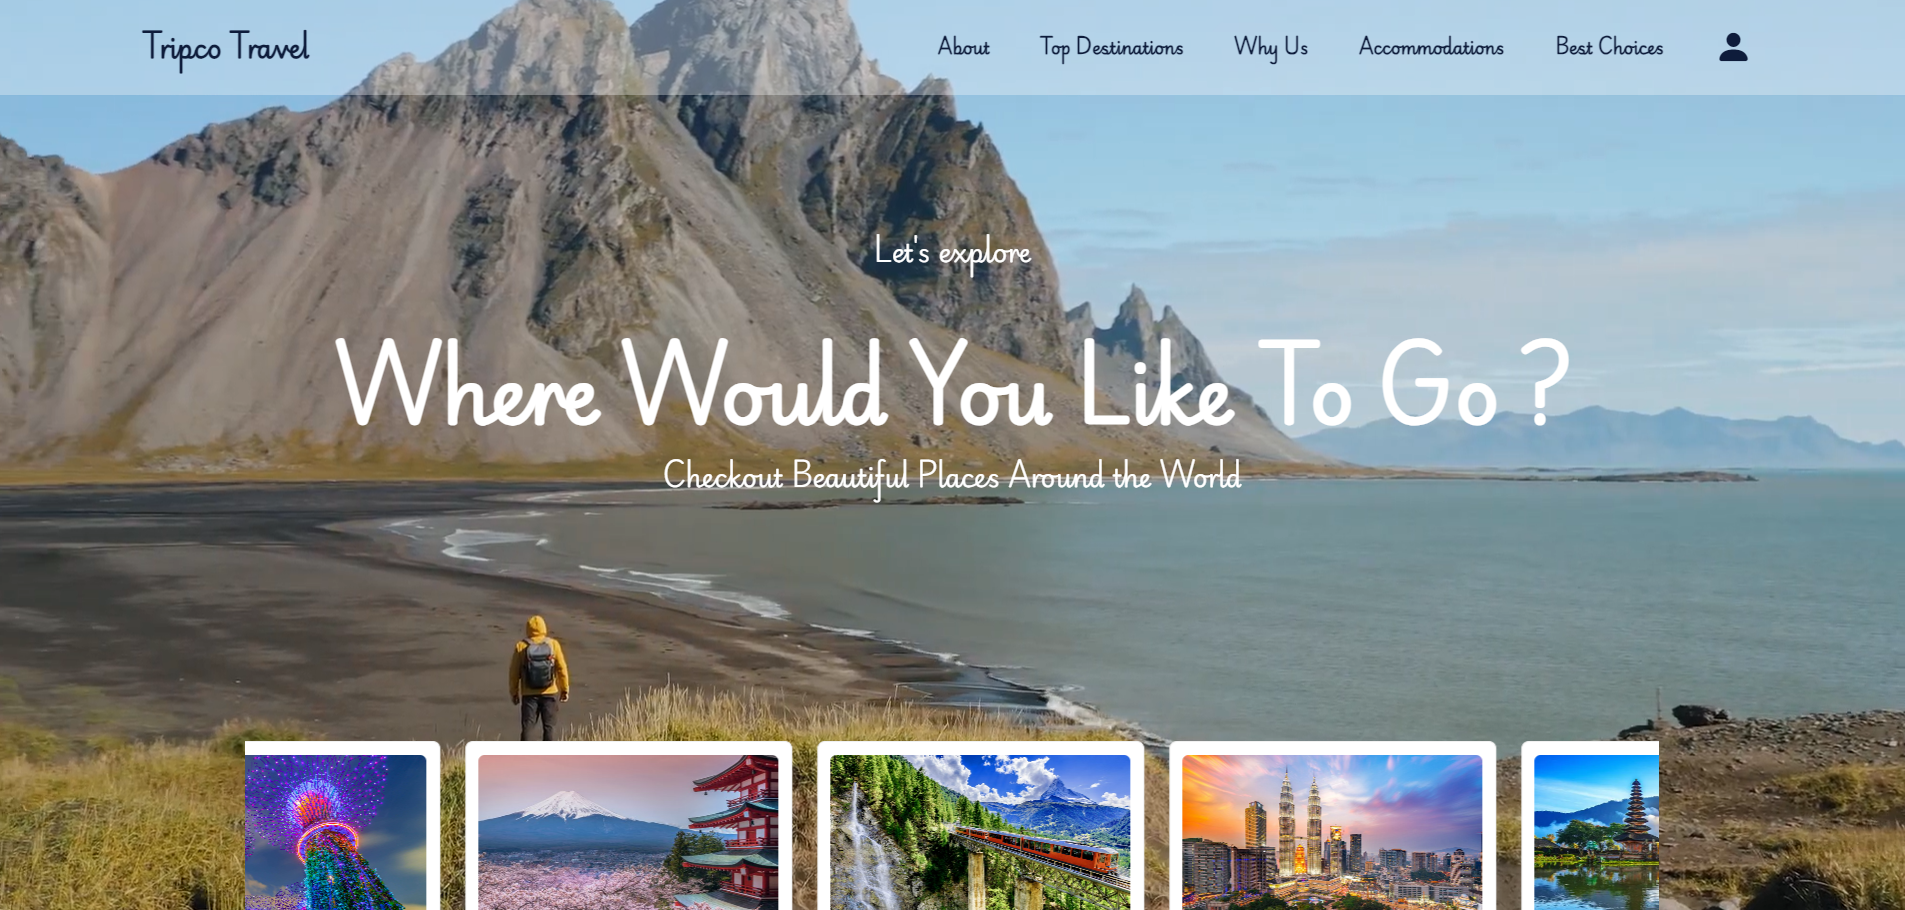 Tripco Travel
About
Top Destinations
Why Us
Accommodations
Best Choices
Let's explore
Where Would You Like To Go ?
Checkout Beautiful Places Around the World